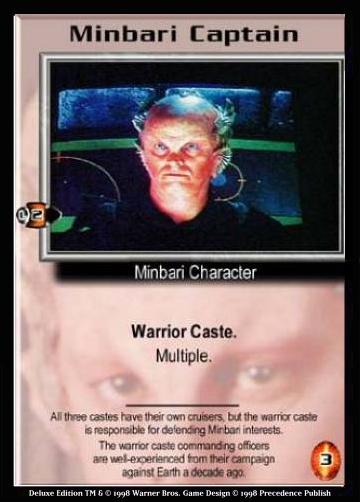 Minbari Captain
2
Minbari Character
Warrior Caste.
Multiple.
All three castes have their own cruisers, but the warrior caste
is responsible for defending Minbari interests.
The warrior caste commanding officers
are well-experienced from their campaign
against Earth a decade ago.
3
Deluxe Edition TM & © 1998 Warner Bros. Game Design © 1998 Precedence Publish